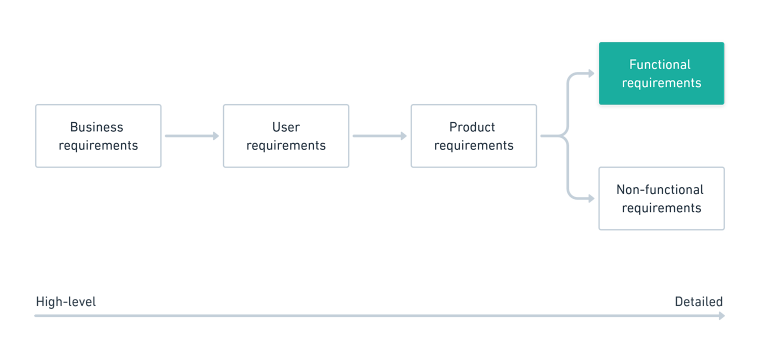 Business
requirements
User
requirements
Product
requirements
Functional
requirements
Non-functional
requirements
High-level
Detailed